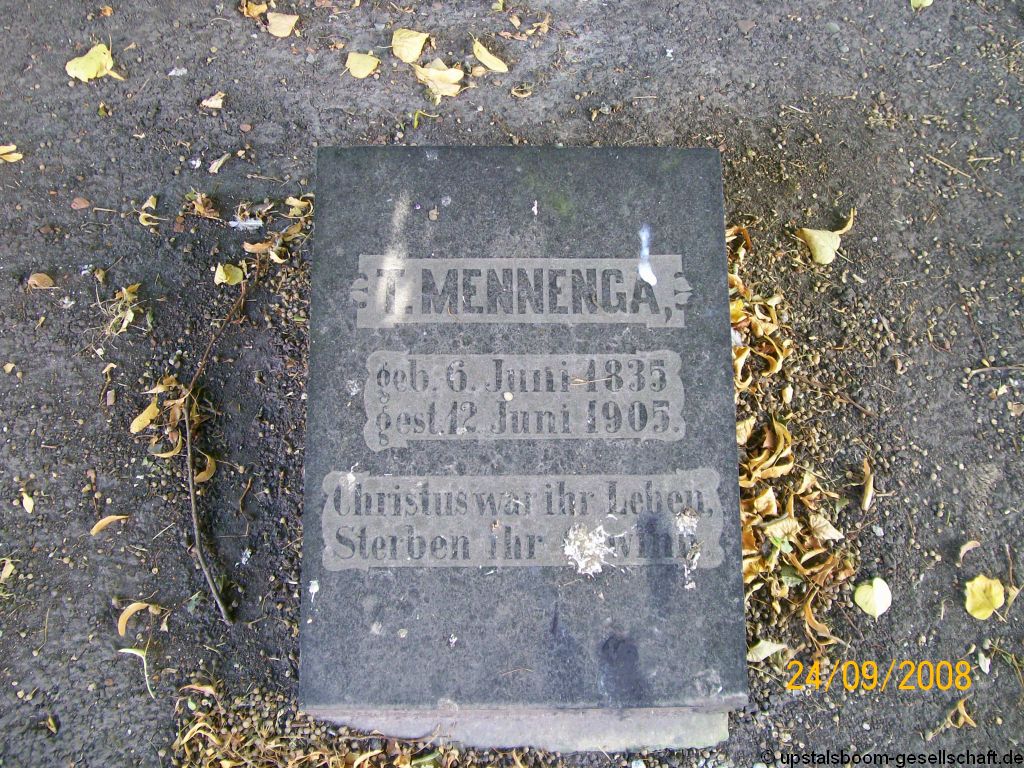 T. MENNENGA,
geb. 6. Juni 1835
gest. 12 Juni 1905.
Christus war ihr Leben,
Sterben ihr
24/09/2008
© upstalsboom-gesellschaft.de